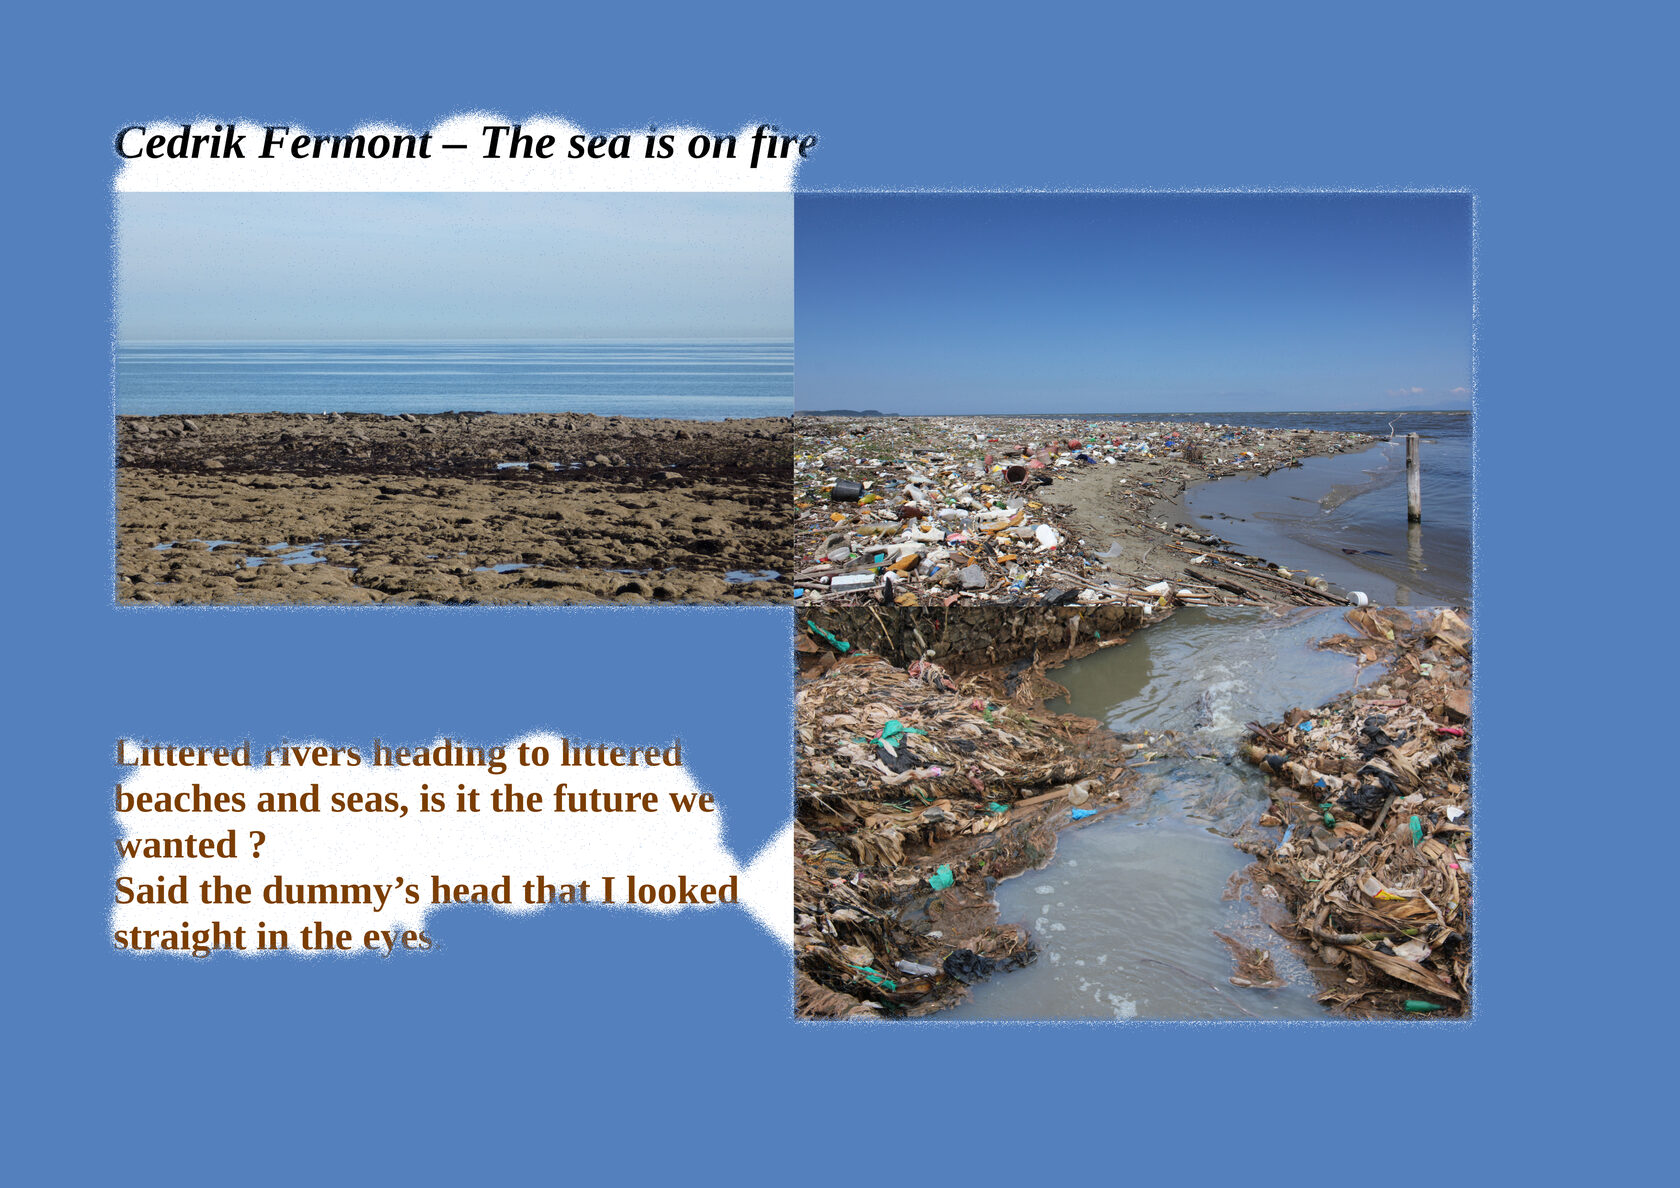 Cedrik Fermont – The sea is on fire
Littered rivers heading to littered
beaches and seas, is it the future we
wanted ?
Said the dummy’s head that I looked
straight in the eyes